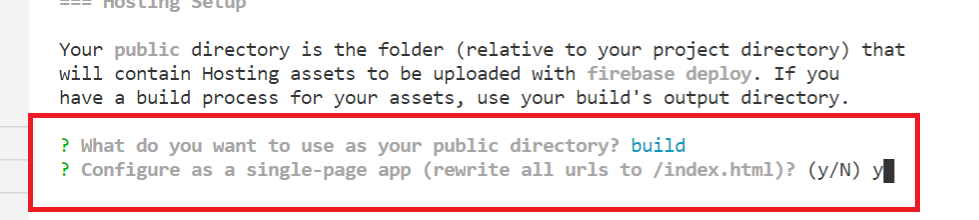 === Hosting Setup
Your public directory is the folder (relative to your project directory) that
will contain Hosting assets to be uploaded with firebase deploy. If you
have a build process for your assets, use your build's output directory.
? What do you want to use as your public directory? build
? Configure as a single-page app (rewrite all urls to /index.html)? (y/N) y